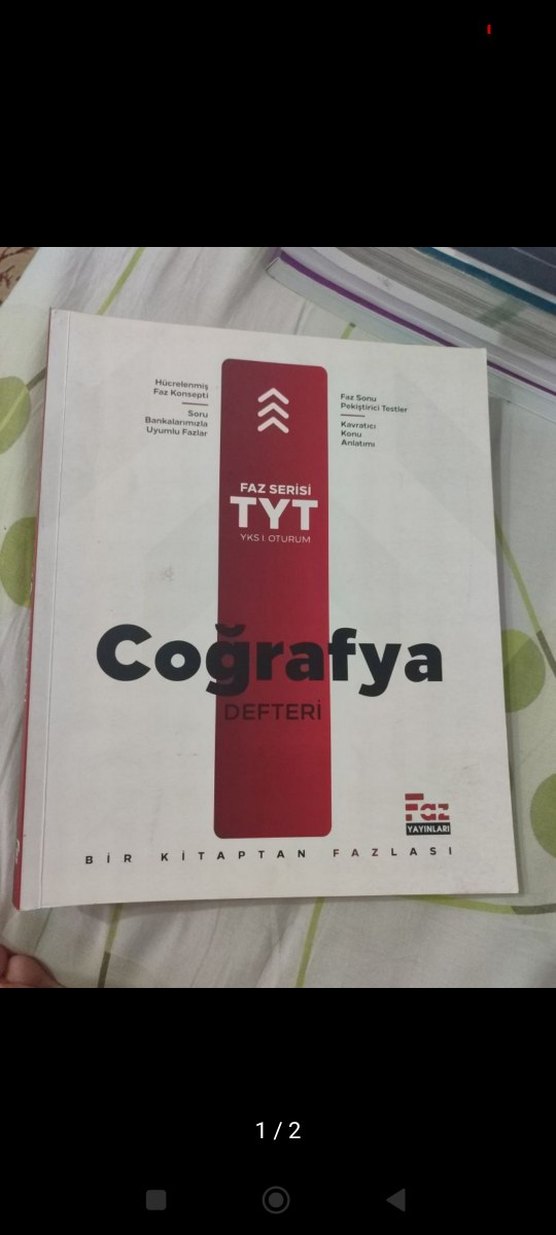 Hücrelenmiş
Faz Konsepti
Soru
Bankalarımızla
Uyumlu Fazlar
Faz Sonu
Pekiştirici Testler
Kavratıcı
Konu
Anlatımı
FAZ SERİSİ
TYT
YKS I. OTURUM
Coğrafya
DEFTERİ
Faz
YAYINLARI
BİR KİTAPTAN FAZLASI
1 / 2